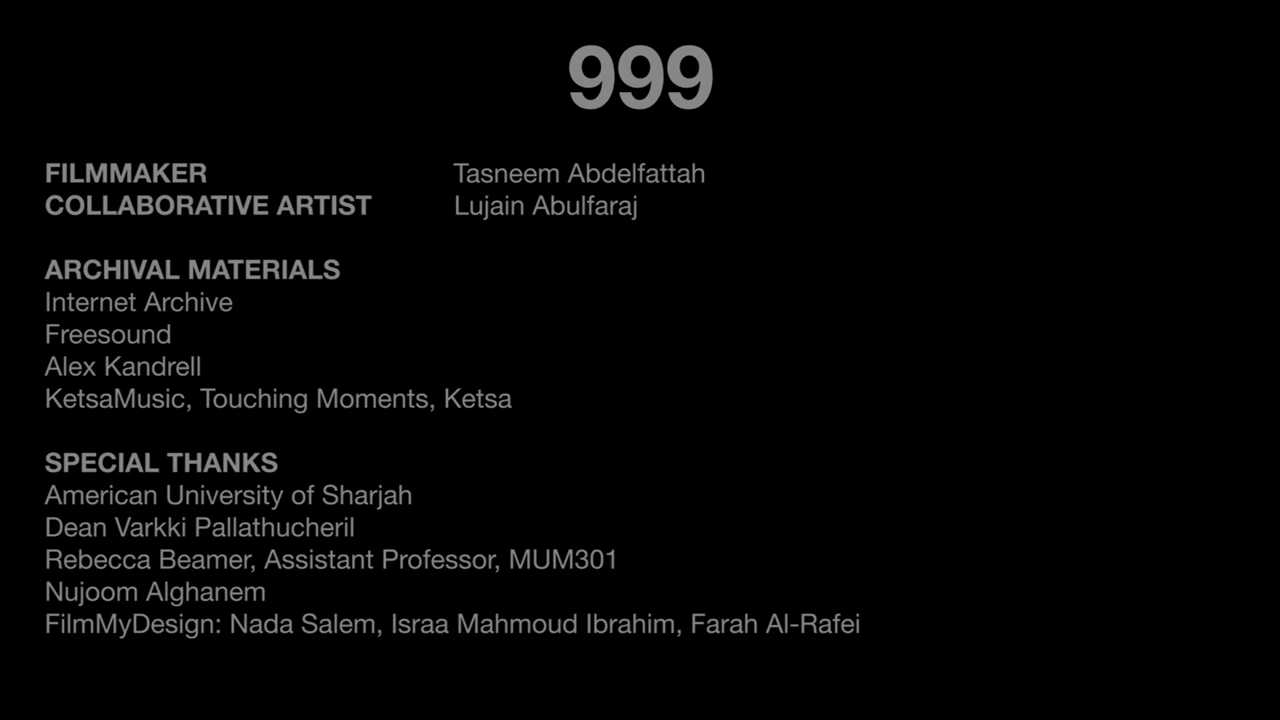 999
FILMMAKER Tasneem Abdelfattah
COLLABORATIVE ARTIST Lujain Abulfaraj
ARCHIVAL MATERIALS
Internet Archive
Freesound
Alex Kandrell
KetsaMusic, Touching Moments, Ketsa
SPECIAL THANKS
American University of Sharjah
Dean Varkki Pallathucheril
Rebecca Beamer, Assistant Professor, MUM301
Nujoom Alghanem
FilmMyDesign: Nada Salem, Israa Mahmoud Ibrahim, Farah Al-Rafei